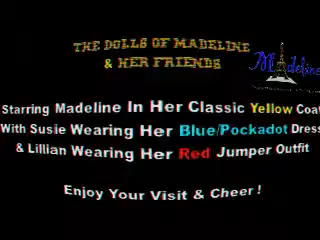 THE DOLLS OF MADELINE
& HER FRIENDS
Madeline
Starring Madeline In Her Classic Yellow Coat
With Susie Wearing Her Blue/Pockadot Dress
& Lillian Wearing Her Red Jumper Outfit
Enjoy Your Visit & Cheer!